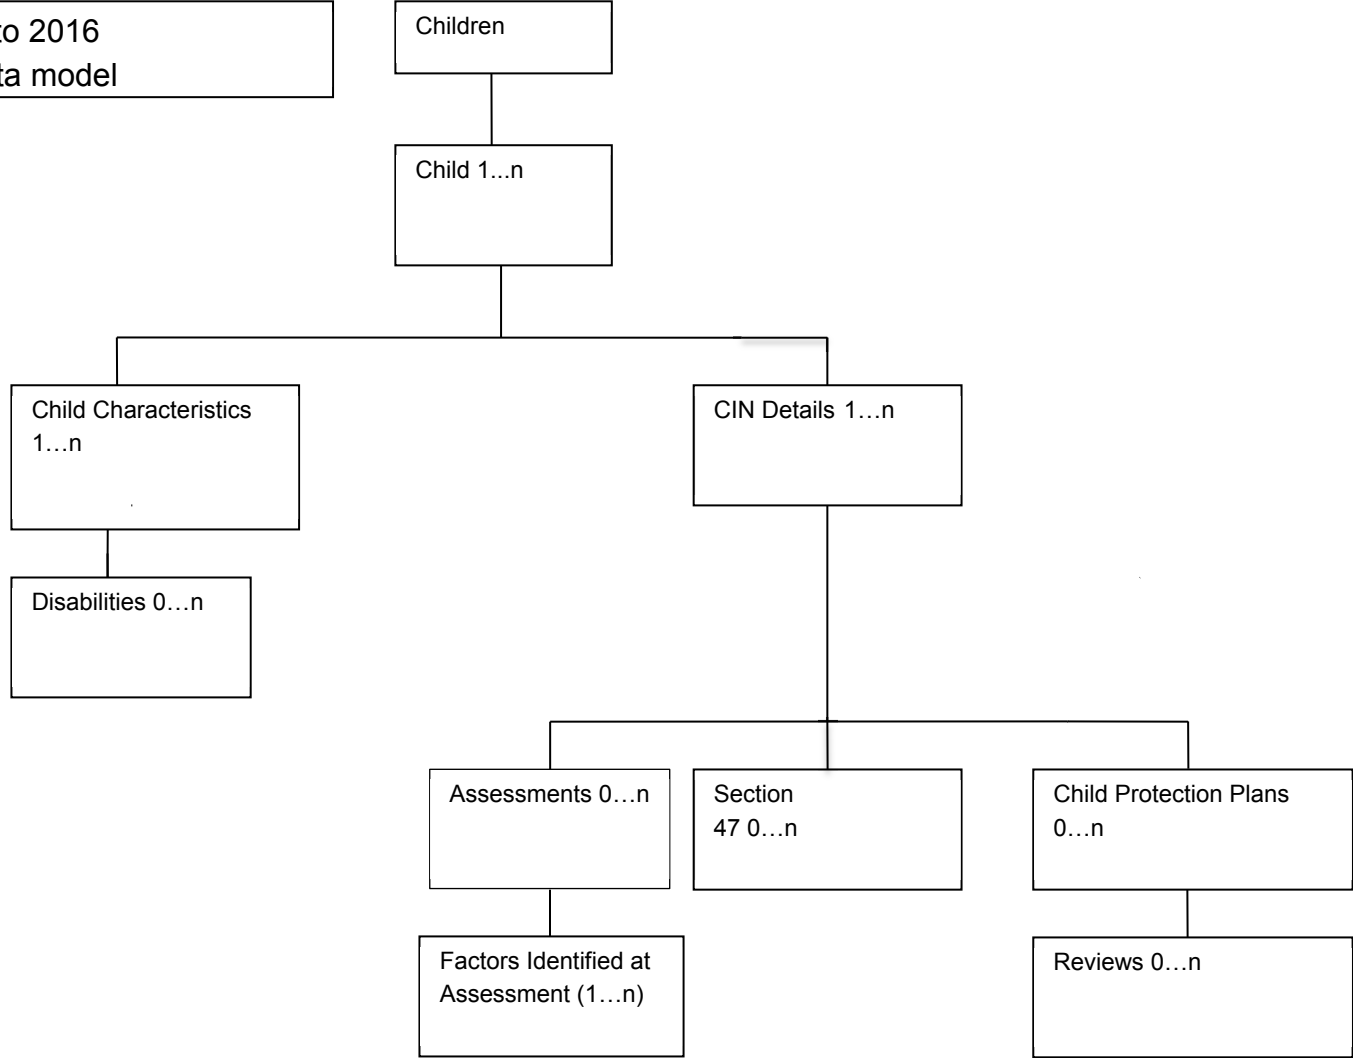 to 2016
ta model
Children
Child 1...n
Child Characteristics
1…n
CIN Details 1…n
Disabilities 0…n
Assessments 0…n
Section
47 0…n
Child Protection Plans
0…n
Factors Identified at
Assessment (1…n)
Reviews 0…n